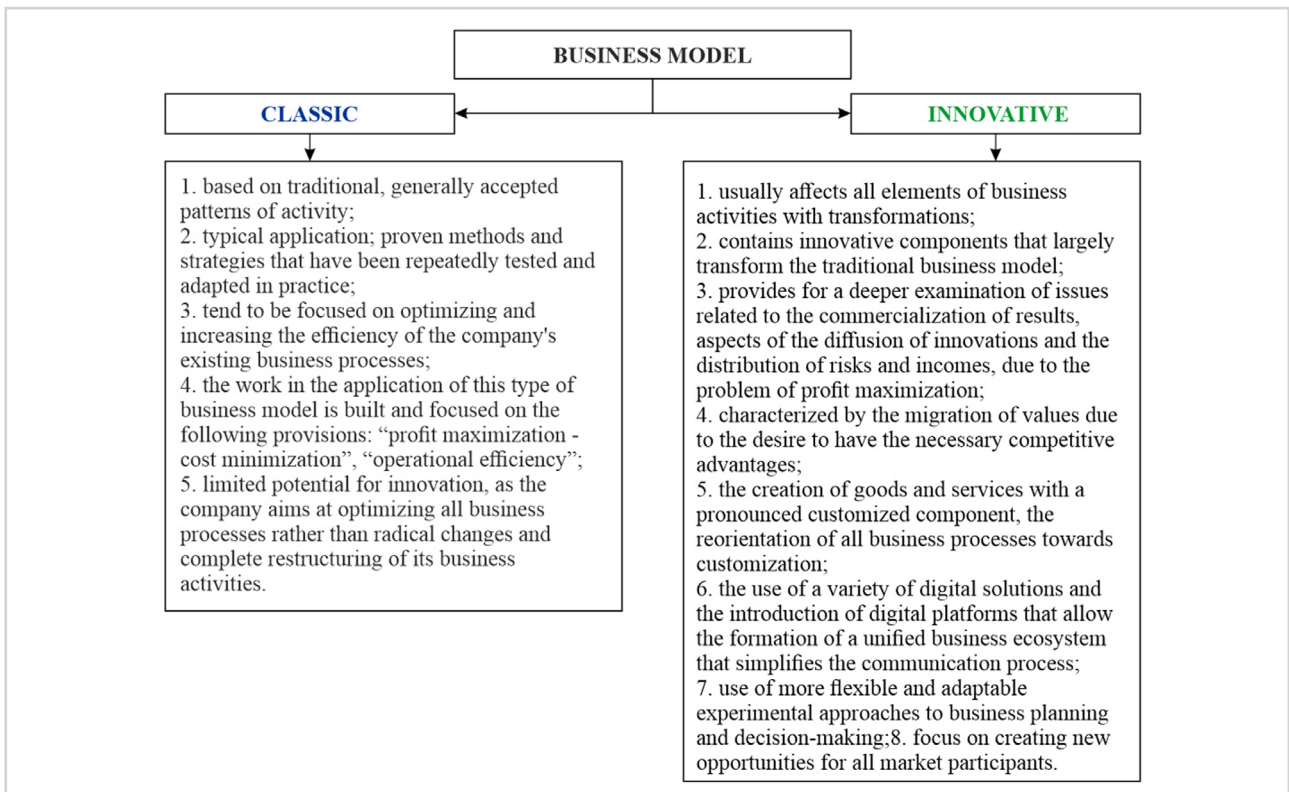 BUSINESS MODEL
CLASSIC
INNOVATIVE
1. based on traditional, generally accepted
patterns of activity;
2. typical application; proven methods and
strategies that have been repeatedly tested and
adapted in practice;
3. tend to be focused on optimizing and
increasing the efficiency of the company's
existing business processes;
4. the work in the application of this type of
business model is built and focused on the
following provisions: “profit maximization -
cost minimization”, “operational efficiency”;
5. limited potential for innovation, as the
company aims at optimizing all business
processes rather than radical changes and
complete restructuring of its business
activities.
1. usually affects all elements of business
activities with transformations;
2. contains innovative components that largely
transform the traditional business model;
3. provides for a deeper examination of issues
related to the commercialization of results,
aspects of the diffusion of innovations and the
distribution of risks and incomes, due to the
problem of profit maximization;
4. characterized by the migration of values due
to the desire to have the necessary competitive
advantages;
5. the creation of goods and services with a
pronounced customized component, the
reorientation of all business processes towards
customization;
6. the use of a variety of digital solutions and
the introduction of digital platforms that allow
the formation of a unified business ecosystem
that simplifies the communication process;
7. use of more flexible and adaptable
experimental approaches to business planning
and decision-making;8. focus on creating new
opportunities for all market participants.